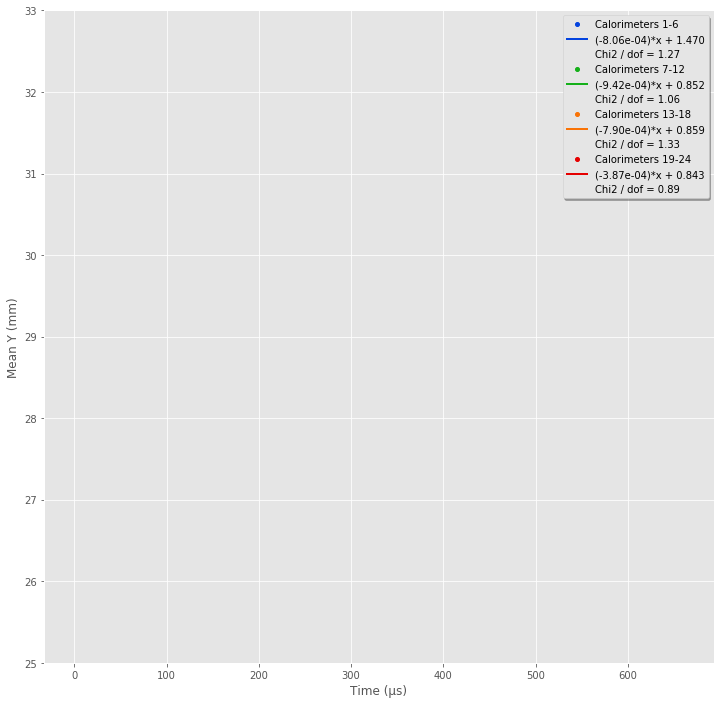 33
32
31
30
29
28
27
26
25
Mean Y (mm)
Calorimeters 1-6
(-8.06e-04)*x + 1.470
Chi2 / dof = 1.27
Calorimeters 7-12
(-9.42e-04)*x + 0.852
Chi2 / dof = 1.06
Calorimeters 13-18
(-7.90e-04)*x + 0.859
Chi2 / dof = 1.33
Calorimeters 19-24
(-3.87e-04)*x + 0.843
Chi2 / dof = 0.89
0 100 200 300 400 500 600
Time (μs)